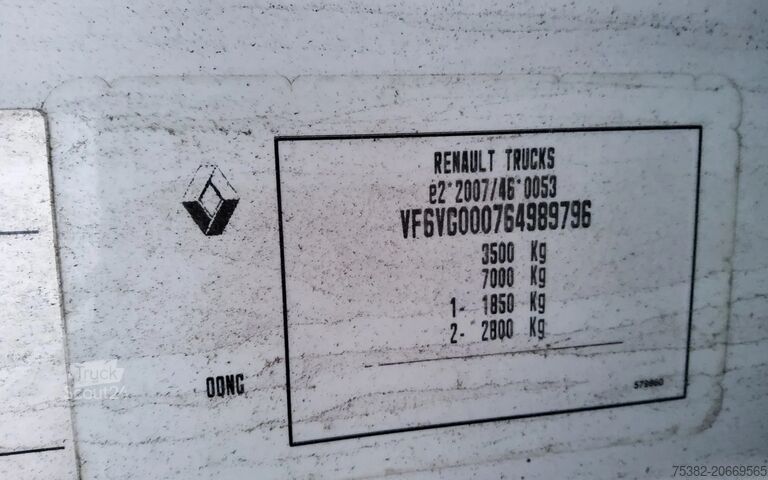 RENAULT TRUCKS
e2*2007/46*0053
VF6VG000764989796
3500 Kg
7000 Kg
1- 1850 Kg
2- 2800 Kg
00NG
579860
Truck
Scout24
75382-20669565